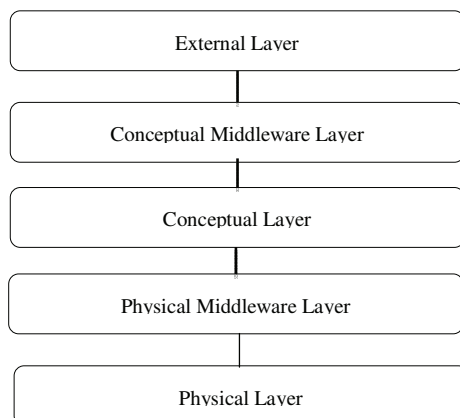 External Layer
Conceptual Middleware Layer
Conceptual Layer
Physical Middleware Layer
Physical Layer